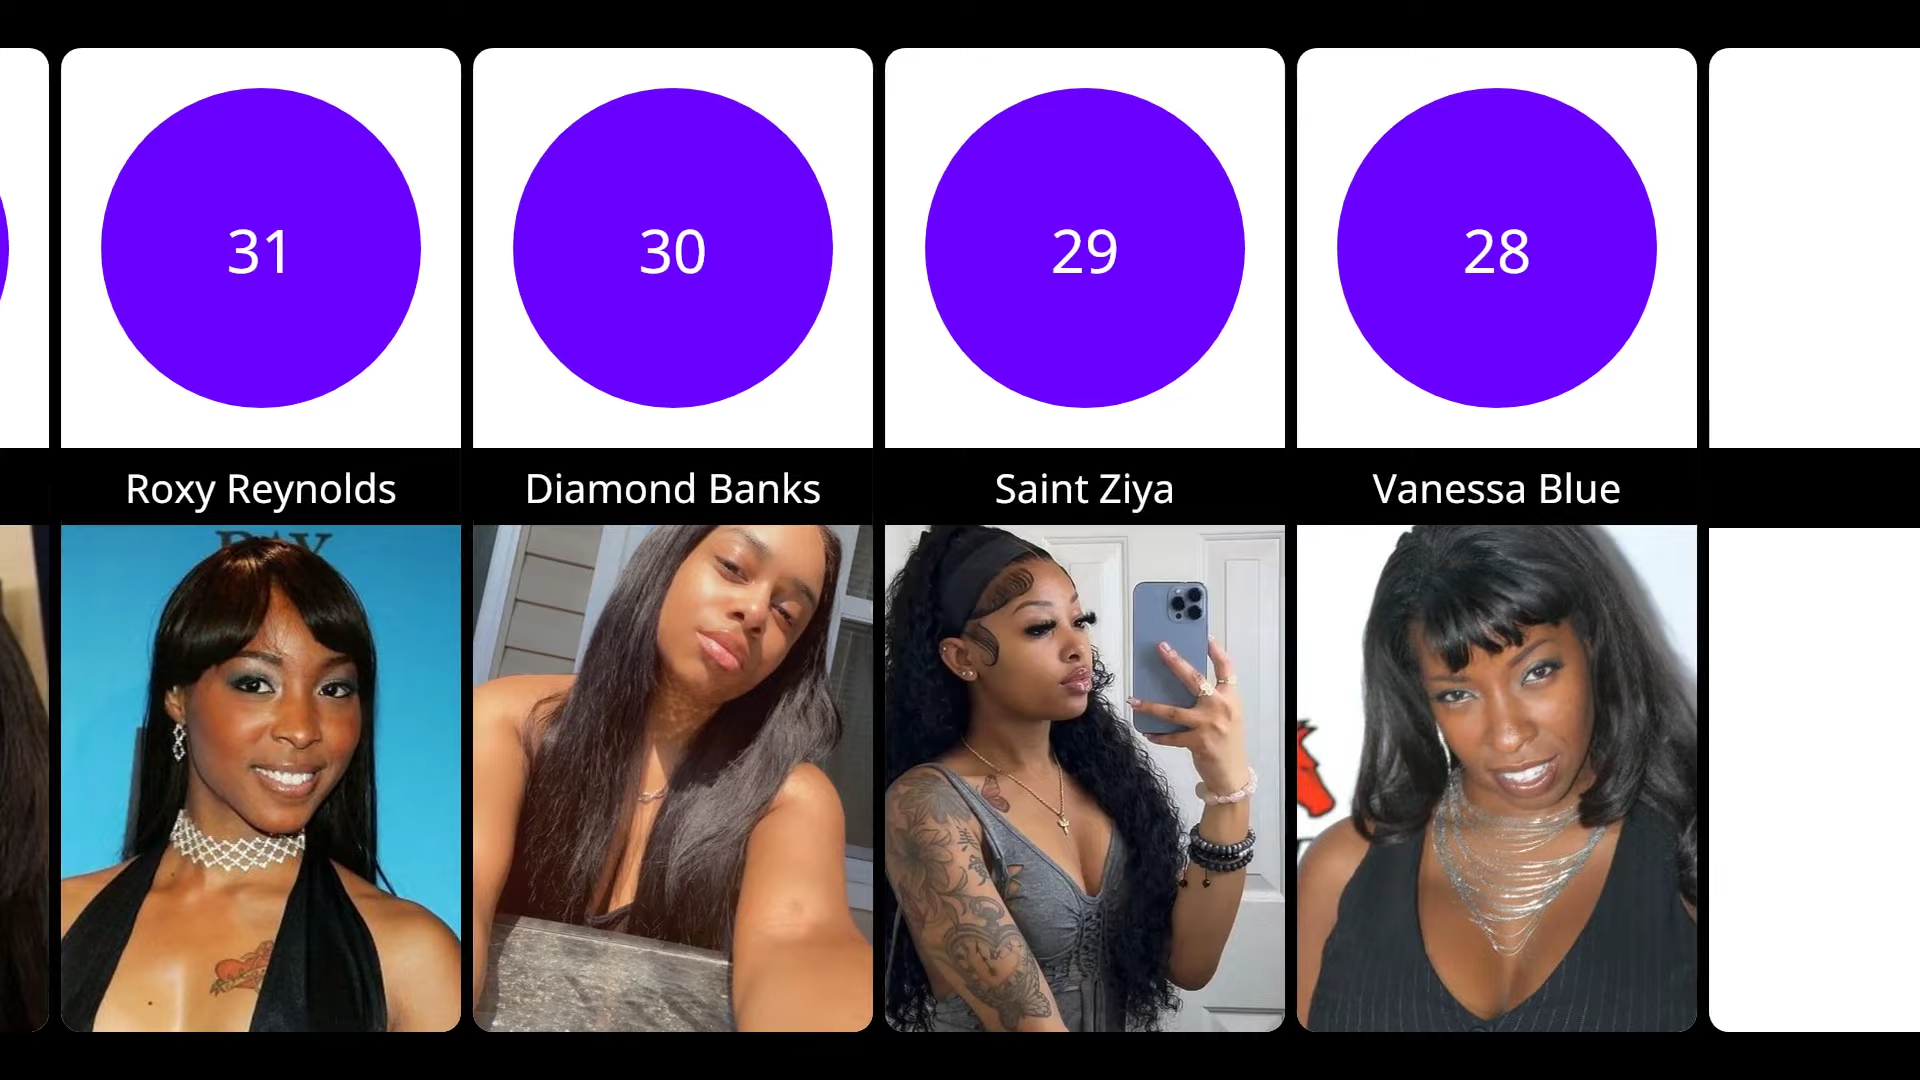 31
30
29
28
Roxy Reynolds
Diamond Banks
Saint Ziya
Vanessa Blue